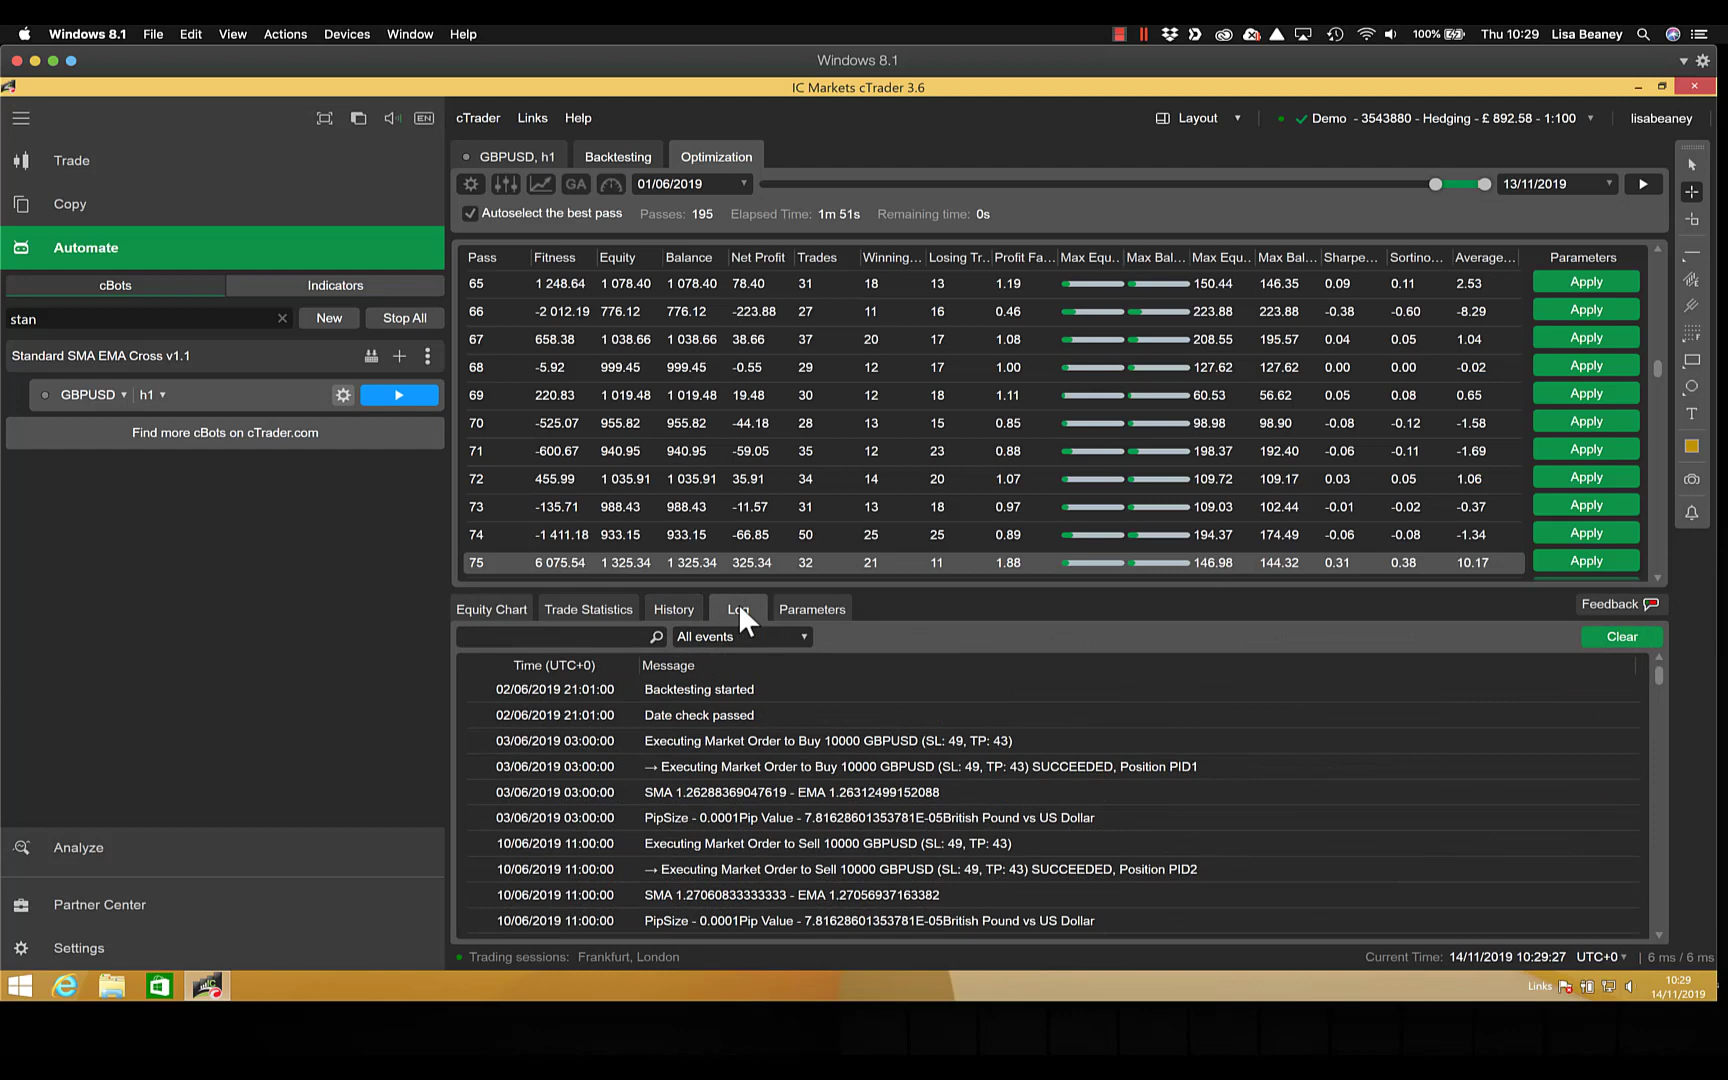 Windows 8.1 File Edit View Actions Devices Window Help 100% Thu 10:29 Lisa Beaney
Windows 8.1
IC Markets cTrader 3.6
EN cTrader Links Help Layout Demo - 3543880 - Hedging - £ 892.58 - 1:100 lisabeaney
Trade
Copy
Automate
cBots Indicators
stan New Stop All
Standard SMA EMA Cross v1.1
GBPUSD h1
Find more cBots on cTrader.com
Analyze
Partner Center
Settings
GBPUSD, h1 Backtesting Optimization
GA 01/06/2019 13/11/2019
Autoselect the best pass Passes: 195 Elapsed Time: 1m 51s Remaining time: 0s
Pass Fitness Equity Balance Net Profit Trades Winning... Losing Tr... Profit Fa... Max Equ... Max Bal... Max Equ... Max Bal... Sharpe... Sortino... Average... Parameters
65 1 248.64 1 078.40 1 078.40 78.40 31 18 13 1.19 150.44 146.35 0.09 0.11 2.53 Apply
66 -2 012.19 776.12 776.12 -223.88 27 11 16 0.46 223.88 223.88 -0.38 -0.60 -8.29 Apply
67 658.38 1 038.66 1 038.66 38.66 37 20 17 1.08 208.55 195.57 0.04 0.05 1.04 Apply
68 -5.92 999.45 999.45 -0.55 29 12 17 1.00 127.62 127.62 0.00 0.00 -0.02 Apply
69 220.83 1 019.48 1 019.48 19.48 30 12 18 1.11 60.53 56.62 0.05 0.08 0.65 Apply
70 -525.07 955.82 955.82 -44.18 28 13 15 0.85 98.98 98.90 -0.08 -0.12 -1.58 Apply
71 -600.67 940.95 940.95 -59.05 35 12 23 0.88 198.37 192.40 -0.06 -0.11 -1.69 Apply
72 455.99 1 035.91 1 035.91 35.91 34 14 20 1.07 109.72 109.17 0.03 0.05 1.06 Apply
73 -135.71 988.43 988.43 -11.57 31 13 18 0.97 109.03 102.44 -0.01 -0.02 -0.37 Apply
74 -1 411.18 933.15 933.15 -66.85 50 25 25 0.89 194.37 174.49 -0.06 -0.08 -1.34 Apply
75 6 075.54 1 325.34 1 325.34 325.34 32 21 11 1.88 146.98 144.32 0.31 0.38 10.17 Apply
Equity Chart Trade Statistics History Log Parameters Feedback
All events Clear
Time (UTC+0) Message
02/06/2019 21:01:00 Backtesting started
02/06/2019 21:01:00 Date check passed
03/06/2019 03:00:00 Executing Market Order to Buy 10000 GBPUSD (SL: 49, TP: 43)
03/06/2019 03:00:00 → Executing Market Order to Buy 10000 GBPUSD (SL: 49, TP: 43) SUCCEEDED, Position PID1
03/06/2019 03:00:00 SMA 1.26288369047619 - EMA 1.26312499152088
03/06/2019 03:00:00 PipSize - 0.0001Pip Value - 7.81628601353781E-05British Pound vs US Dollar
10/06/2019 11:00:00 Executing Market Order to Sell 10000 GBPUSD (SL: 49, TP: 43)
10/06/2019 11:00:00 → Executing Market Order to Sell 10000 GBPUSD (SL: 49, TP: 43) SUCCEEDED, Position PID2
10/06/2019 11:00:00 SMA 1.27060833333333 - EMA 1.27056937163382
10/06/2019 11:00:00 PipSize - 0.0001Pip Value - 7.81628601353781E-05British Pound vs US Dollar
Trading sessions: Frankfurt, London Current Time: 14/11/2019 10:29:27 UTC+0 6 ms / 6 ms
Links 10:29
14/11/2019